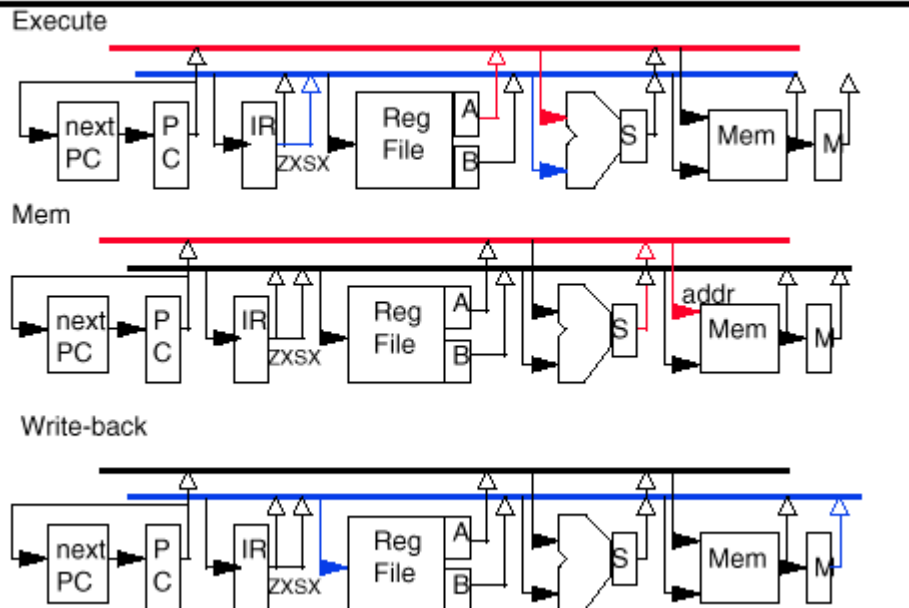 Execute
next PC
P C
IR
ZXSX
Reg File
A
B
S
Mem
M
Mem
next PC
P C
IR
ZXSX
Reg File
A
B
S
addr
Mem
M
Write-back
next PC
P C
IR
ZXSX
Reg File
A
B
S
Mem
M